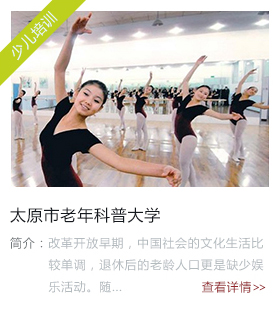 少儿培训
太原市老年科普大学
简介：改革开放早期，中国社会的文化生活比
较单调，退休后的老龄人口更是缺少娱
乐活动。随...
查看详情>>